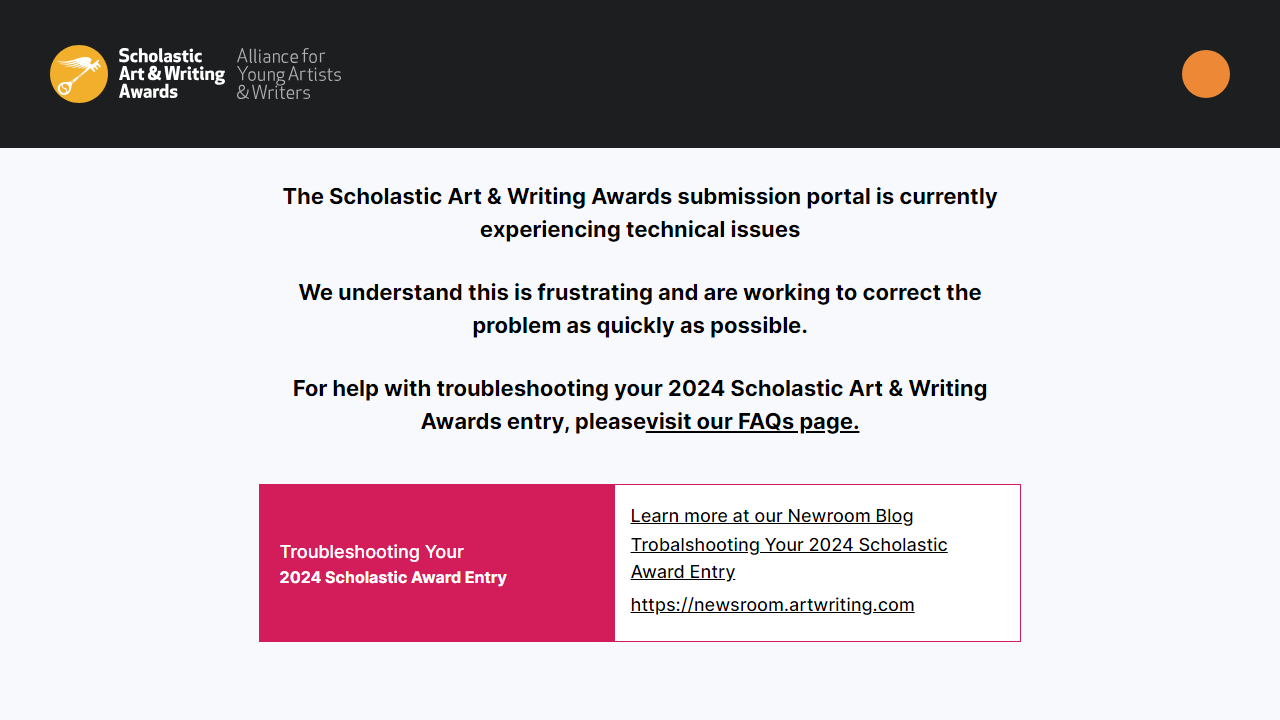 Scholastic
Art & Writing
Awards
Alliance for
Young Artists
& Writers
The Scholastic Art & Writing Awards submission portal is currently
experiencing technical issues
We understand this is frustrating and are working to correct the
problem as quickly as possible.
For help with troubleshooting your 2024 Scholastic Art & Writing
Awards entry, pleasevisit our FAQs page.
Troubleshooting Your
2024 Scholastic Award Entry
Learn more at our Newroom Blog
Trobalshooting Your 2024 Scholastic
Award Entry
https://newsroom.artwriting.com